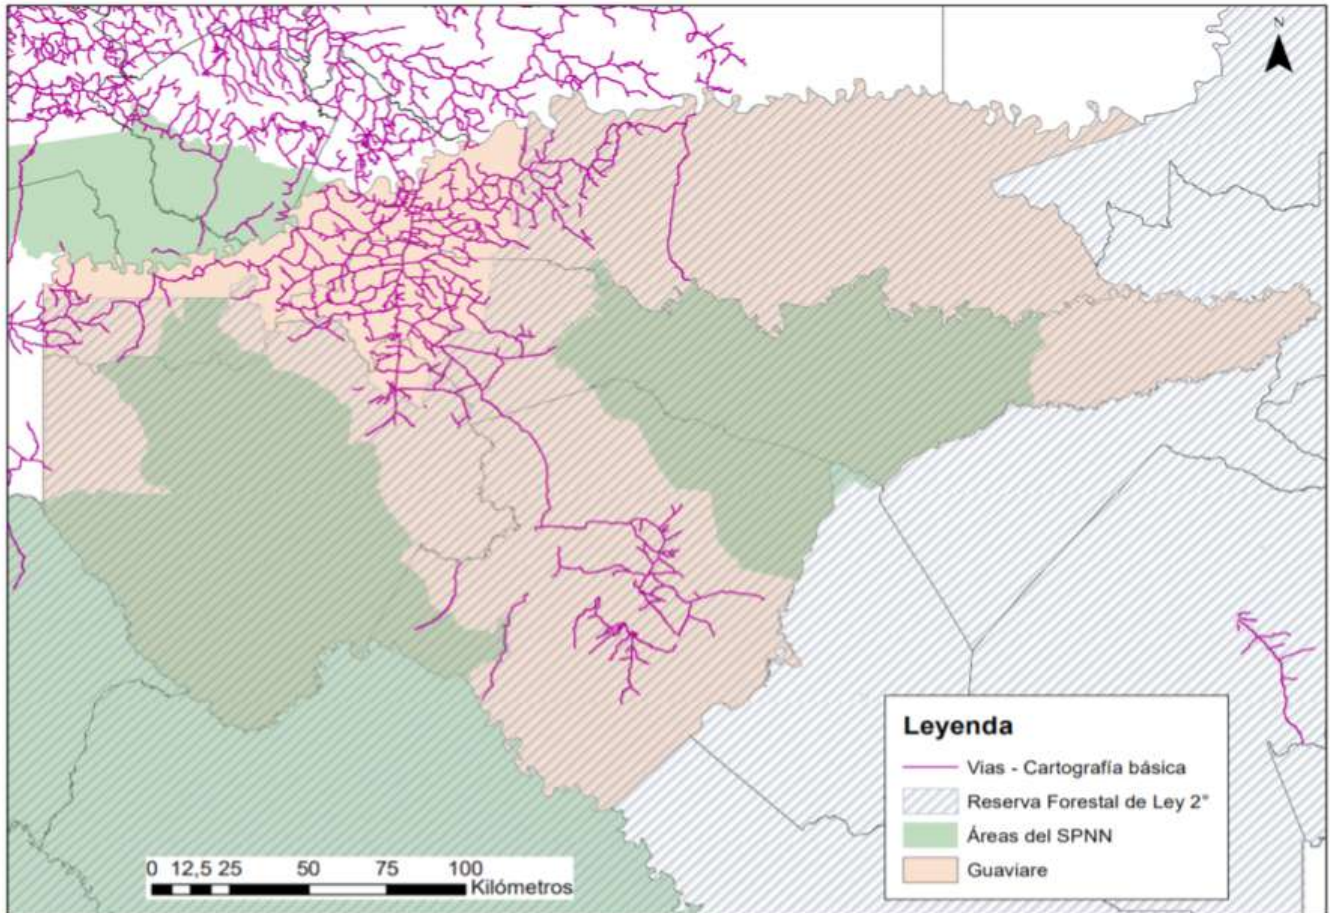 N
Leyenda
Vias - Cartografía básica
Reserva Forestal de Ley 2°
Áreas del SPNN
Guaviare
0 12,5 25 50 75 100
Kilómetros